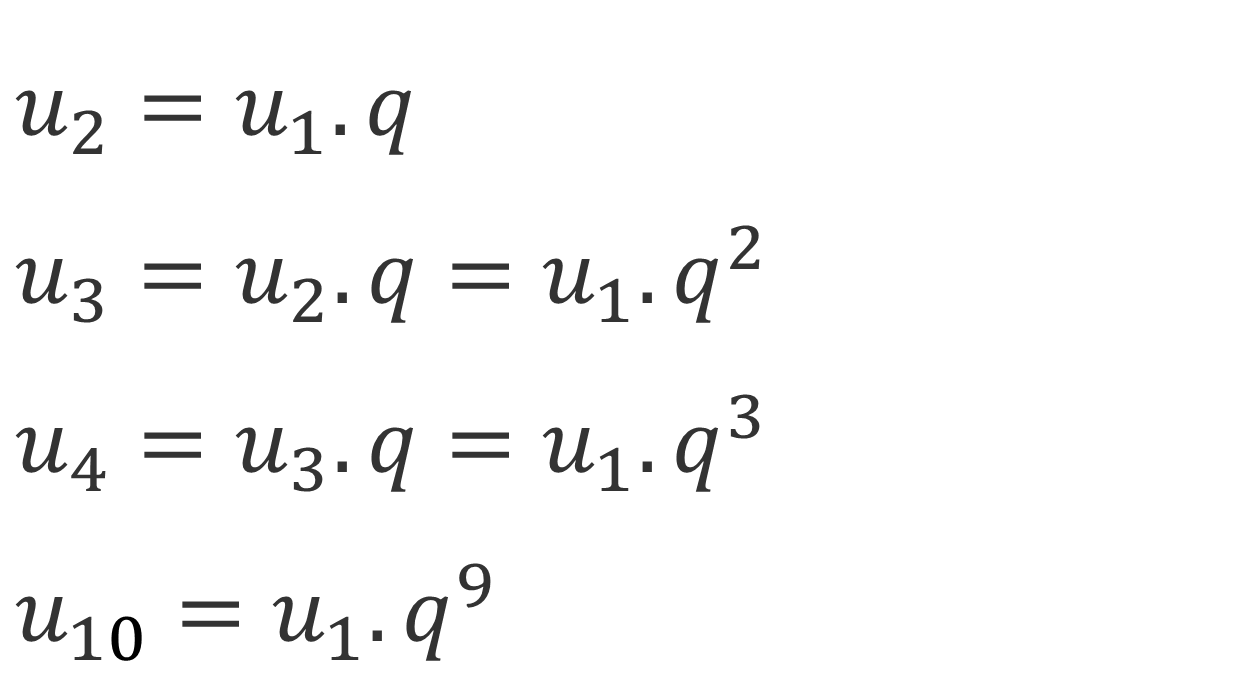 u₂ = u₁. q
u₃ = u₂. q = u₁. q²
u₄ = u₃. q = u₁. q³
u₁₀ = u₁. q⁹